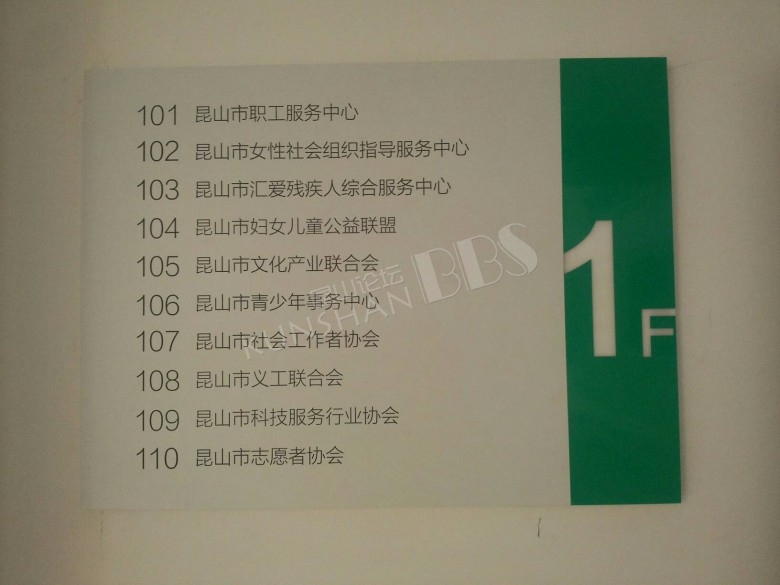 101 昆山市职工服务中心
102 昆山市女性社会组织指导服务中心
103 昆山市汇爱残疾人综合服务中心
104 昆山市妇女儿童公益联盟
105 昆山市文化产业联合会
106 昆山市青少年事务中心
107 昆山市社会工作者协会
108 昆山市义工联合会
109 昆山市科技服务行业协会
110 昆山市志愿者协会
1F
昆山论坛
KUNSHAN BBS